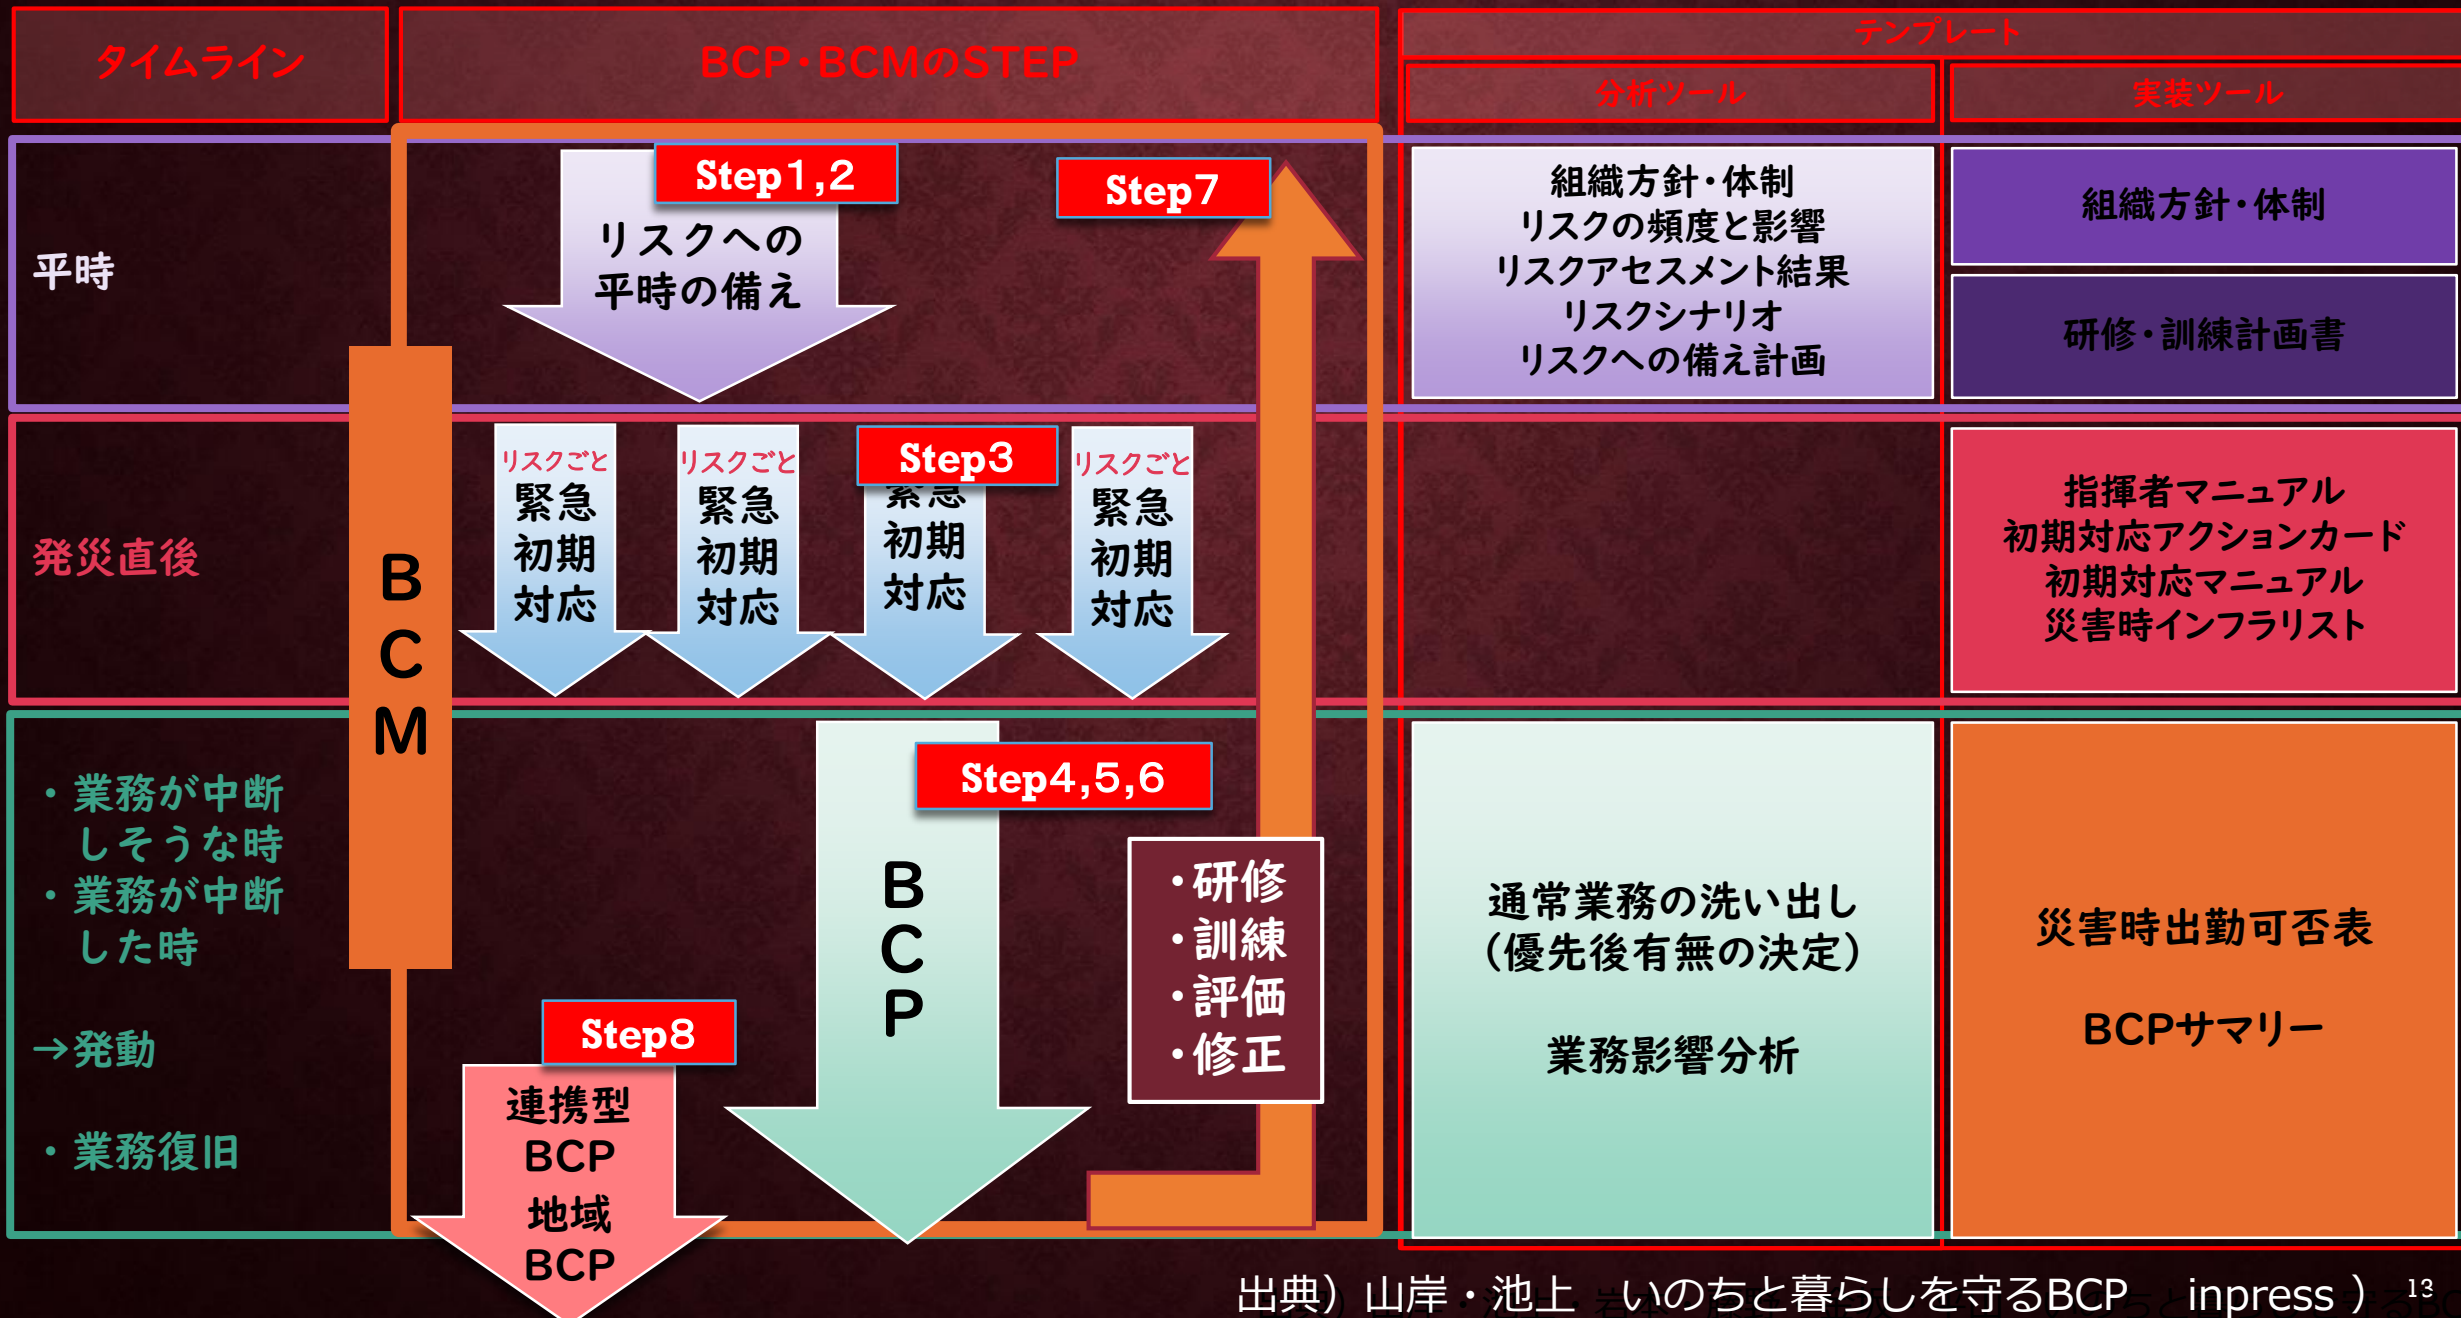 タイムライン
BCP・BCMのSTEP
テンプレート
分析ツール
実装ツール
平時
Step1,2
リスクへの
平時の備え
Step7
組織方針・体制
リスクの頻度と影響
リスクアセスメント結果
リスクシナリオ
リスクへの備え計画
組織方針・体制
研修・訓練計画書
発災直後
BCM
リスクごと
緊急
初期
対応
リスクごと
緊急
初期
対応
Step3
緊急
初期
対応
リスクごと
緊急
初期
対応
指揮者マニュアル
初期対応アクションカード
初期対応マニュアル
災害時インフラリスト
・業務が中断
しそうな時
・業務が中断
した時
→発動
・業務復旧
Step4,5,6
BCP
・研修
・訓練
・評価
・修正
Step8
連携型
BCP
地域
BCP
通常業務の洗い出し
（優先後有無の決定）
業務影響分析
災害時出勤可否表
BCPサマリー
出典）山岸・池上　いのちと暮らしを守るBCP　inpress ）
13